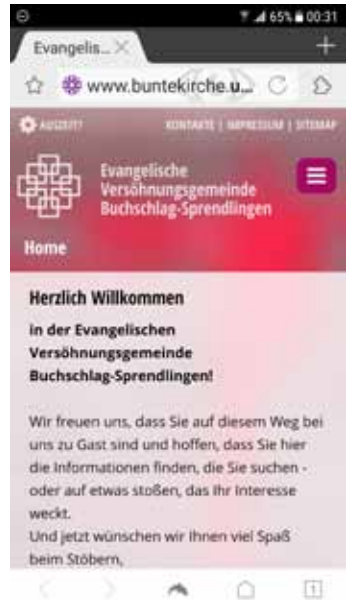 65% 00:31
Evangelis...
www.buntekirche.u...
AUSZEIT?
KONTAKTE | IMPRESSUM | SITEMAP
Evangelische
Versöhnungsgemeinde
Buchschlag-Sprendlingen
Home
Herzlich Willkommen
in der Evangelischen
Versöhnungsgemeinde
Buchschlag-Sprendlingen!
Wir freuen uns, dass Sie auf diesem Weg bei
uns zu Gast sind und hoffen, dass Sie hier
die Informationen finden, die Sie suchen -
oder auf etwas stoßen, das Ihr Interesse
weckt.
Und jetzt wünschen wir Ihnen viel Spaß
beim Stöbern,
1